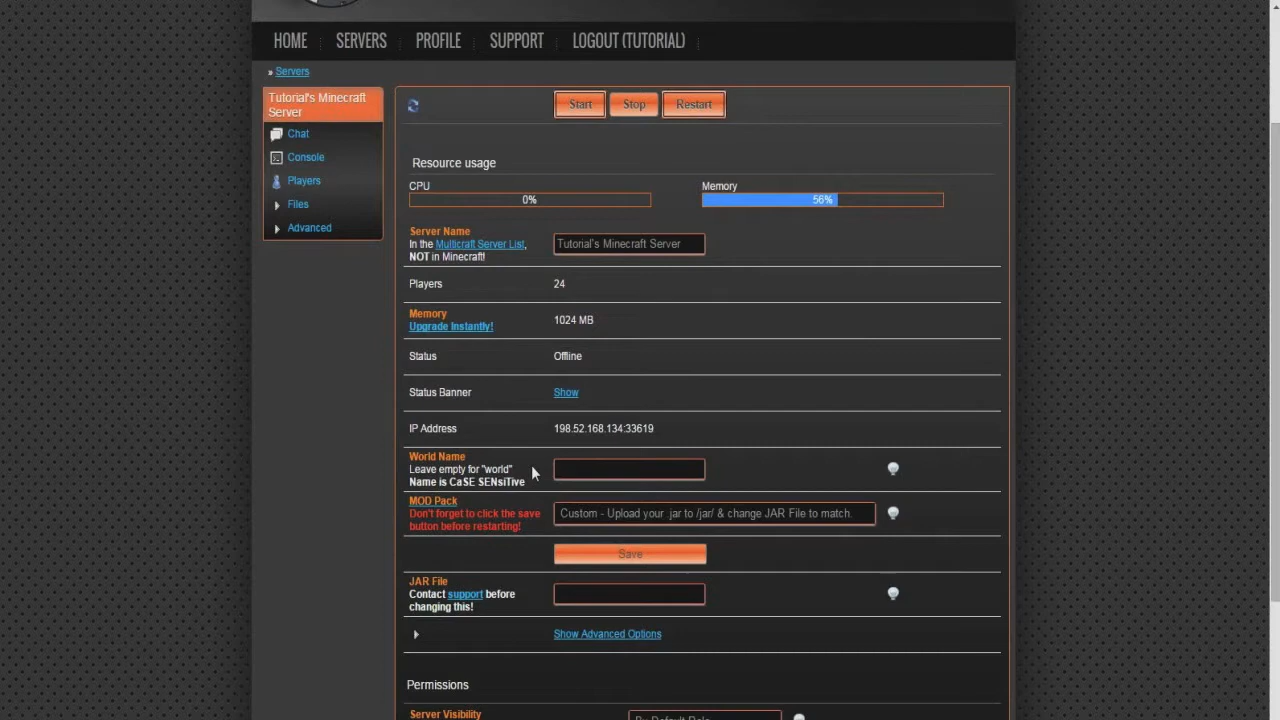 HOME SERVERS PROFILE SUPPORT LOGOUT (TUTORIAL)
» Servers
Tutorial's Minecraft
Server
Chat
Console
Players
Files
Advanced
Start Stop Restart
Resource usage
CPU Memory
0% 56%
Server Name
In the Multicraft Server List,
NOT in Minecraft!
Tutorial's Minecraft Server
Players 24
Memory
Upgrade Instantly!
1024 MB
Status Offline
Status Banner Show
IP Address 198.52.168.134:33619
World Name
Leave empty for "world"
Name is CaSE SENsiTive
MOD Pack
Don't forget to click the save
button before restarting!
Custom - Upload your .jar to /jar/ & change JAR File to match.
Save
JAR File
Contact support before
changing this!
Show Advanced Options
Permissions
Server Visibility
By Default Role